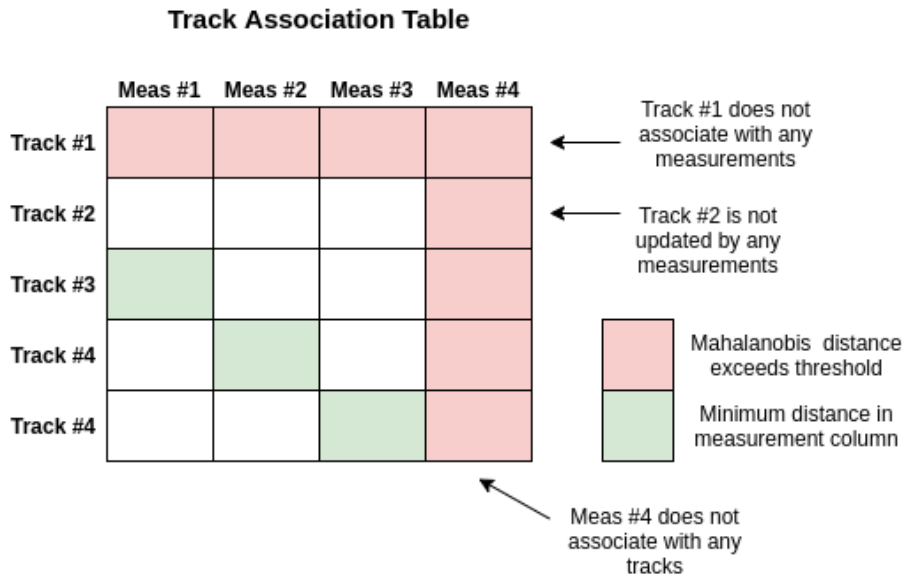 Track Association Table
Meas #1 Meas #2 Meas #3 Meas #4
Track #1
Track #1 does not
associate with any
measurements
Track #2
Track #2 is not
updated by any
measurements
Track #3
Track #4
Mahalanobis distance
exceeds threshold
Track #4
Minimum distance in
measurement column
Meas #4 does not
associate with any
tracks